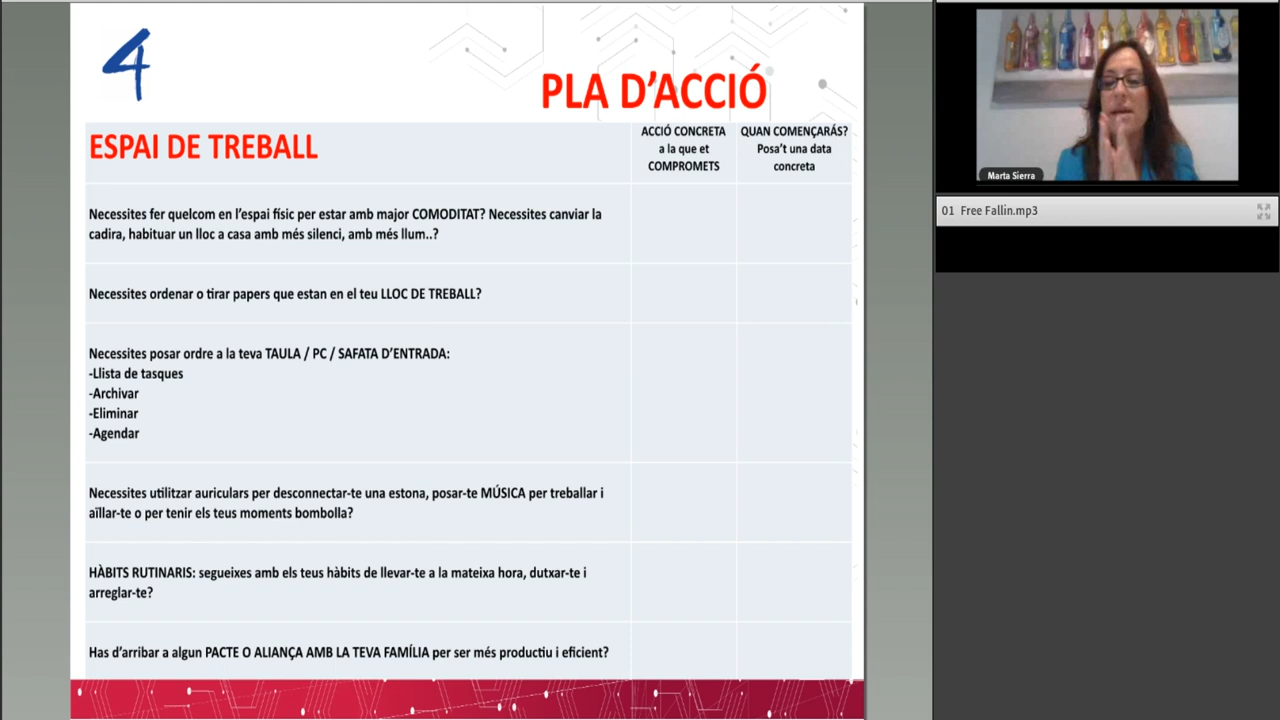 4
PLA D'ACCIÓ
ESPAI DE TREBALL
ACCIÓ CONCRETA
a la que et
COMPROMETS
QUAN COMENÇARÁS?
Posa't una data
concreta
Necessites fer quelcom en l'espai físic per estar amb major COMODITAT? Necessites canviar la
cadira, habituar un lloc a casa amb més silenci, amb més llum..?
Necessites ordenar o tirar papers que estan en el teu LLOC DE TREBALL?
Necessites posar ordre a la teva TAULA / PC / SAFATA D'ENTRADA:
-Llista de tasques
-Archivar
-Eliminar
-Agendar
Necessites utilitzar auriculars per desconnectar-te una estona, posar-te MÚSICA per treballar i
aïllar-te o per tenir els teus moments bombolla?
HÀBITS RUTINARIS: segueixes amb els teus hàbits de llevar-te a la mateixa hora, dutxar-te i
arreglar-te?
Has d'arribar a algun PACTE O ALIANÇA AMB LA TEVA FAMÍLIA per ser més productiu i eficient?
Marta Sierra
01 Free Fallin.mp3